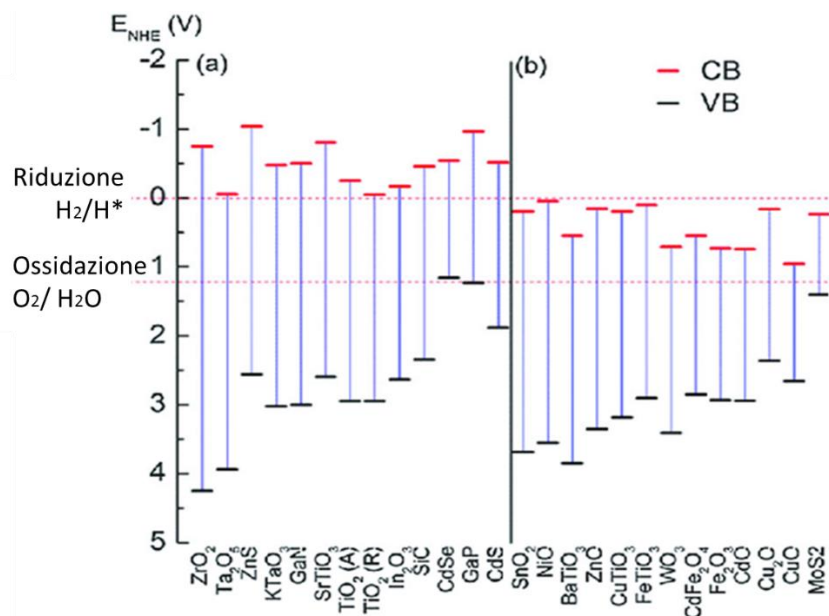 E_NHE (V)
-2
-1
0
1
2
3
4
5
(a)
(b)
CB
VB
Riduzione
H₂/H*
Ossidazione
O₂/ H₂O
ZrO₂
Ta₂O₅
ZnS
KTaO₃
GaN
SrTiO₃
TiO₂ (A)
TiO₂ (R)
In₂O₃
SiC
CdSe
GaP
CdS
SnO₂
NiO
BaTiO₃
ZnO
CuTiO₃
FeTiO₃
WO₃
CdFe₂O₄
Fe₂O₃
CdO
Cu₂O
CuO
MoS2